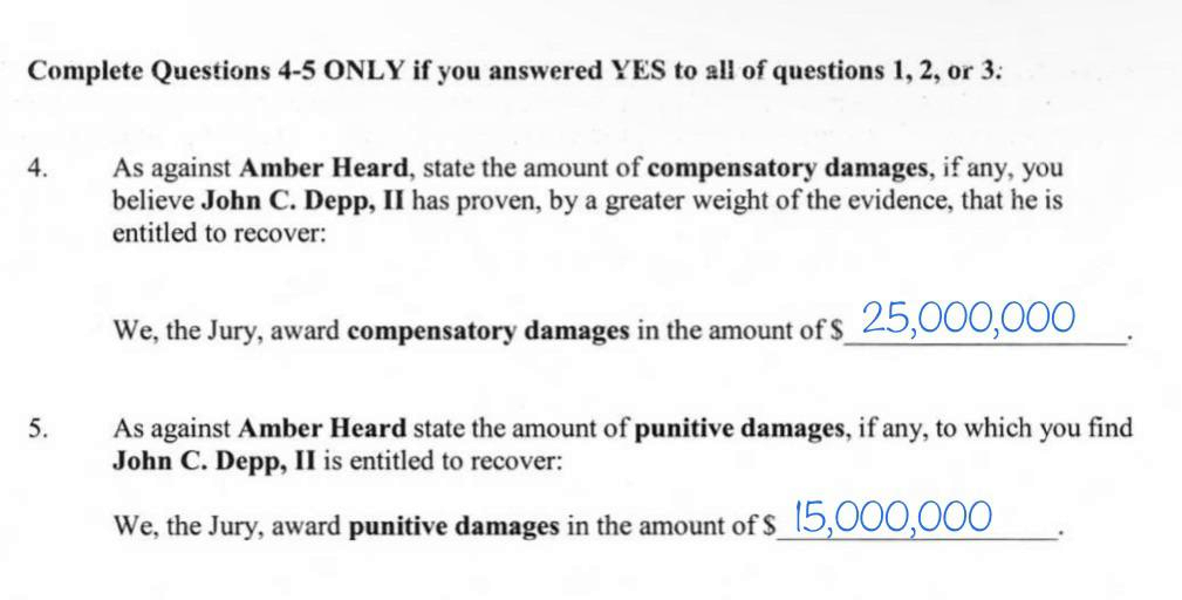 Complete Questions 4-5 ONLY if you answered YES to all of questions 1, 2, or 3:
4. As against Amber Heard, state the amount of compensatory damages, if any, you
believe John C. Depp, II has proven, by a greater weight of the evidence, that he is
entitled to recover:
We, the Jury, award compensatory damages in the amount of $ 25,000,000.
5. As against Amber Heard state the amount of punitive damages, if any, to which you find
John C. Depp, II is entitled to recover:
We, the Jury, award punitive damages in the amount of $ 15,000,000.